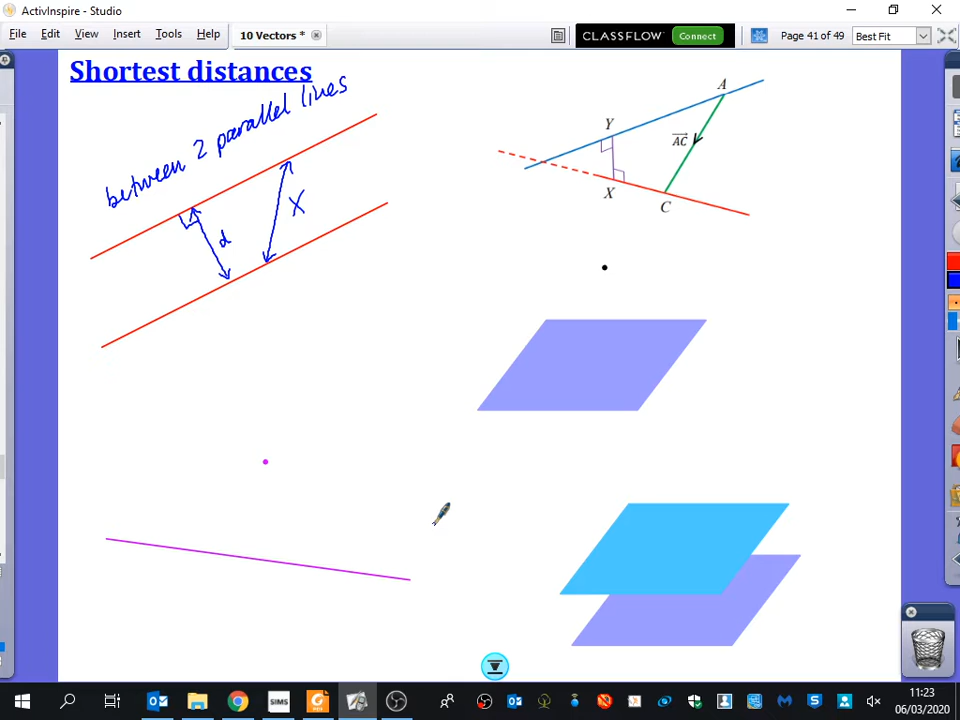 ActivInspire - Studio
File Edit View Insert Tools Help
10 Vectors *
CLASSFLOW
Connect
Page 41 of 49
Best Fit
Shortest distances
between 2 parallel lines
d
X
A
Y
AC
X
C
SIMS
11:23
06/03/2020